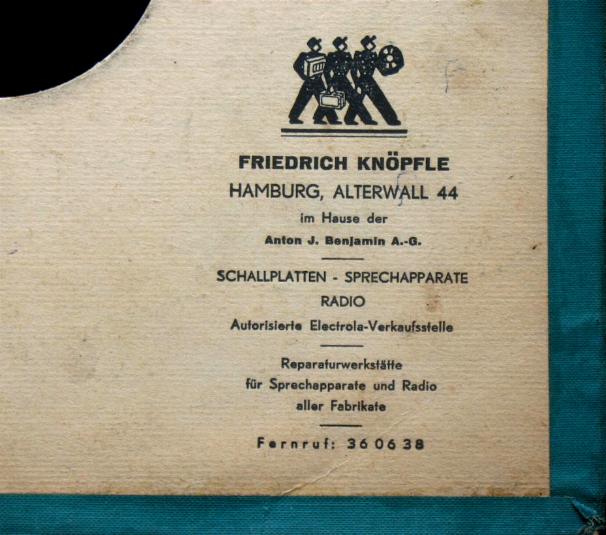 FRIEDRICH KNÖPFLE
HAMBURG, ALTERWALL 44
im Hause der
Anton J. Benjamin A.-G.
SCHALLPLATTEN - SPRECHAPPARATE
RADIO
Autorisierte Electrola-Verkaufsstelle
Reparaturwerkstätte
für Sprechapparate und Radio
aller Fabrikate
Fernruf: 36 06 38